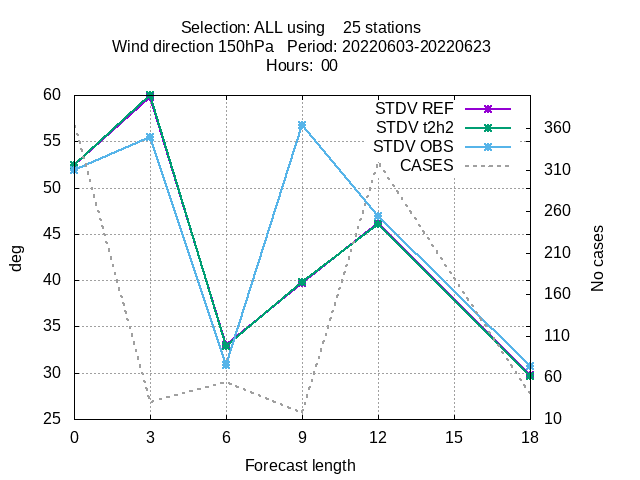 Selection: ALL using    25 stations
Wind direction 150hPa   Period: 20220603-20220623
Hours:  00
STDV REF
STDV t2h2
STDV OBS
CASES
60
55
50
45
40
35
30
25
deg
360
310
260
210
160
110
60
10
No cases
0 3 6 9 12 15 18
Forecast length